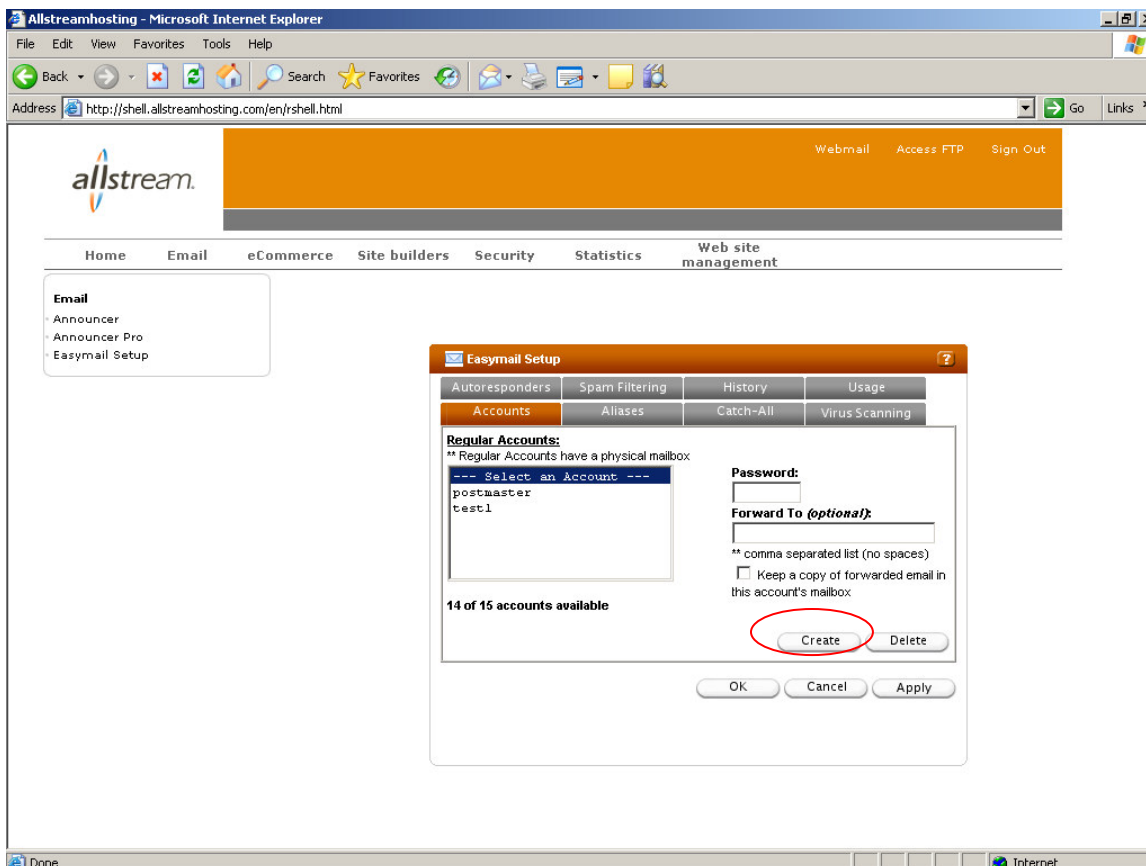 Allstreamhosting - Microsoft Internet Explorer
File Edit View Favorites Tools Help
Back Search Favorites
Address http://shell.allstreamhosting.com/en/rshell.html Go Links
Webmail Access FTP Sign Out
allstream.
Home Email eCommerce Site builders Security Statistics Web site management
Email
Announcer
Announcer Pro
Easymail Setup
Easymail Setup ?
Autoresponders Spam Filtering History Usage
Accounts Aliases Catch-All Virus Scanning
Regular Accounts:
** Regular Accounts have a physical mailbox
--- Select an Account ---
postmaster
test1
14 of 15 accounts available
Password:
Forward To (optional):
** comma separated list (no spaces)
Keep a copy of forwarded email in
this account's mailbox
Create Delete
OK Cancel Apply
Done Internet